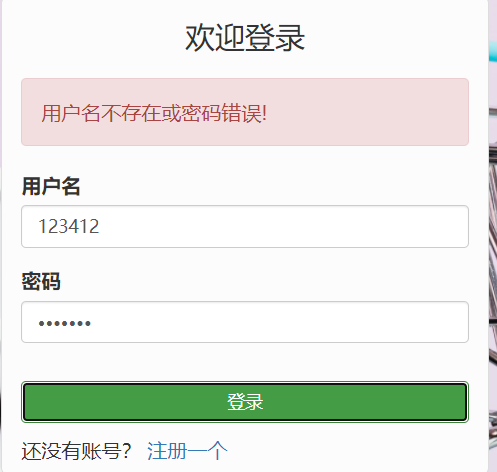 欢迎登录
用户名不存在或密码错误!
用户名
123412
密码
•••••••
登录
还没有账号? 注册一个